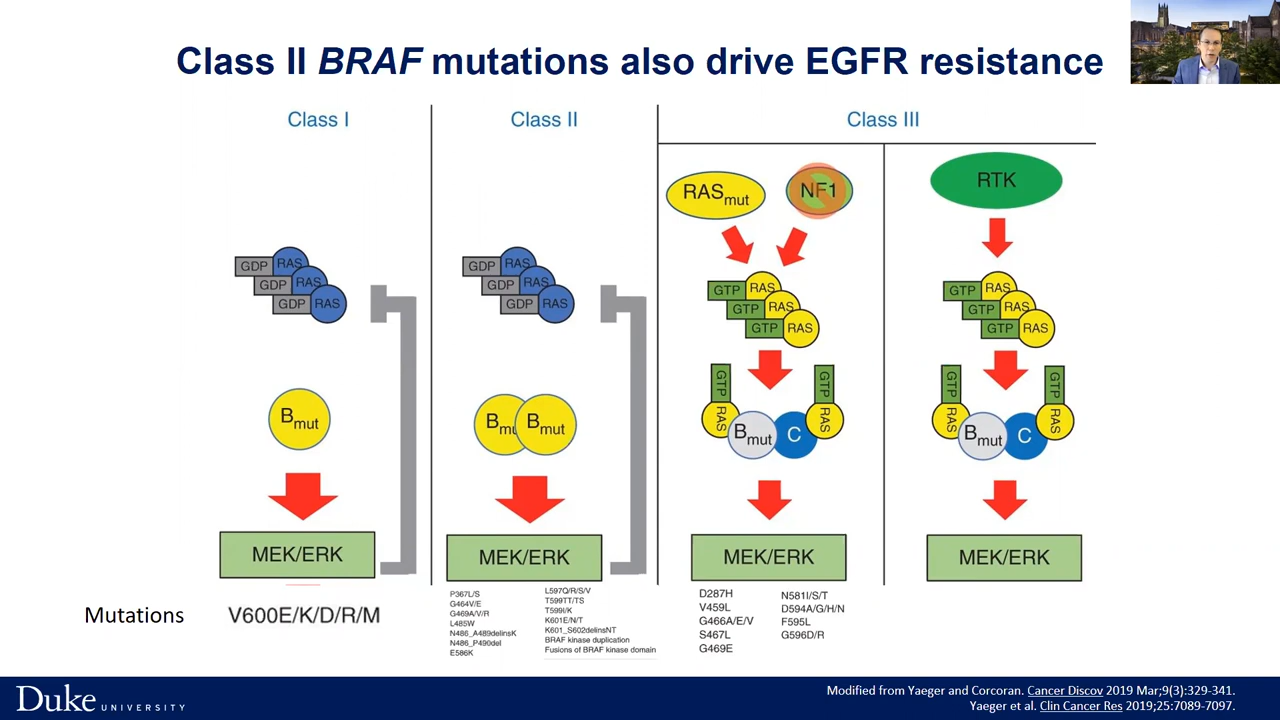 Class II BRAF mutations also drive EGFR resistance
Class I
Class II
Class III
GDP RAS
GDP RAS
GDP RAS
Bmut
MEK/ERK
GDP RAS
GDP RAS
GDP RAS
Bmu Bmut
MEK/ERK
RASmut
NF1
GTP RAS
GTP RAS
GTP RAS
GTP RAS
GTP RAS
Bmut C
MEK/ERK
RTK
GTP RAS
GTP RAS
GTP RAS
GTP RAS
GTP RAS
Bmut C
MEK/ERK
Mutations
V600E/K/D/R/M
P367L/S
G464V/E
G469A/V/R
L485W
N486_A489delinsK
N486_P490del
E586K
L597Q/R/S/V
T599TT/TS
T599I/K
K601E/N/T
K601_S602delinsNT
BRAF kinase duplication
Fusions of BRAF kinase domain
D287H
V459L
G466A/E/V
S467L
G469E
N581I/S/T
D594A/G/H/N
F595L
G596D/R
Duke UNIVERSITY
Modified from Yaeger and Corcoran. Cancer Discov 2019 Mar;9(3):329-341.
Yaeger et al. Clin Cancer Res 2019;25:7089-7097.